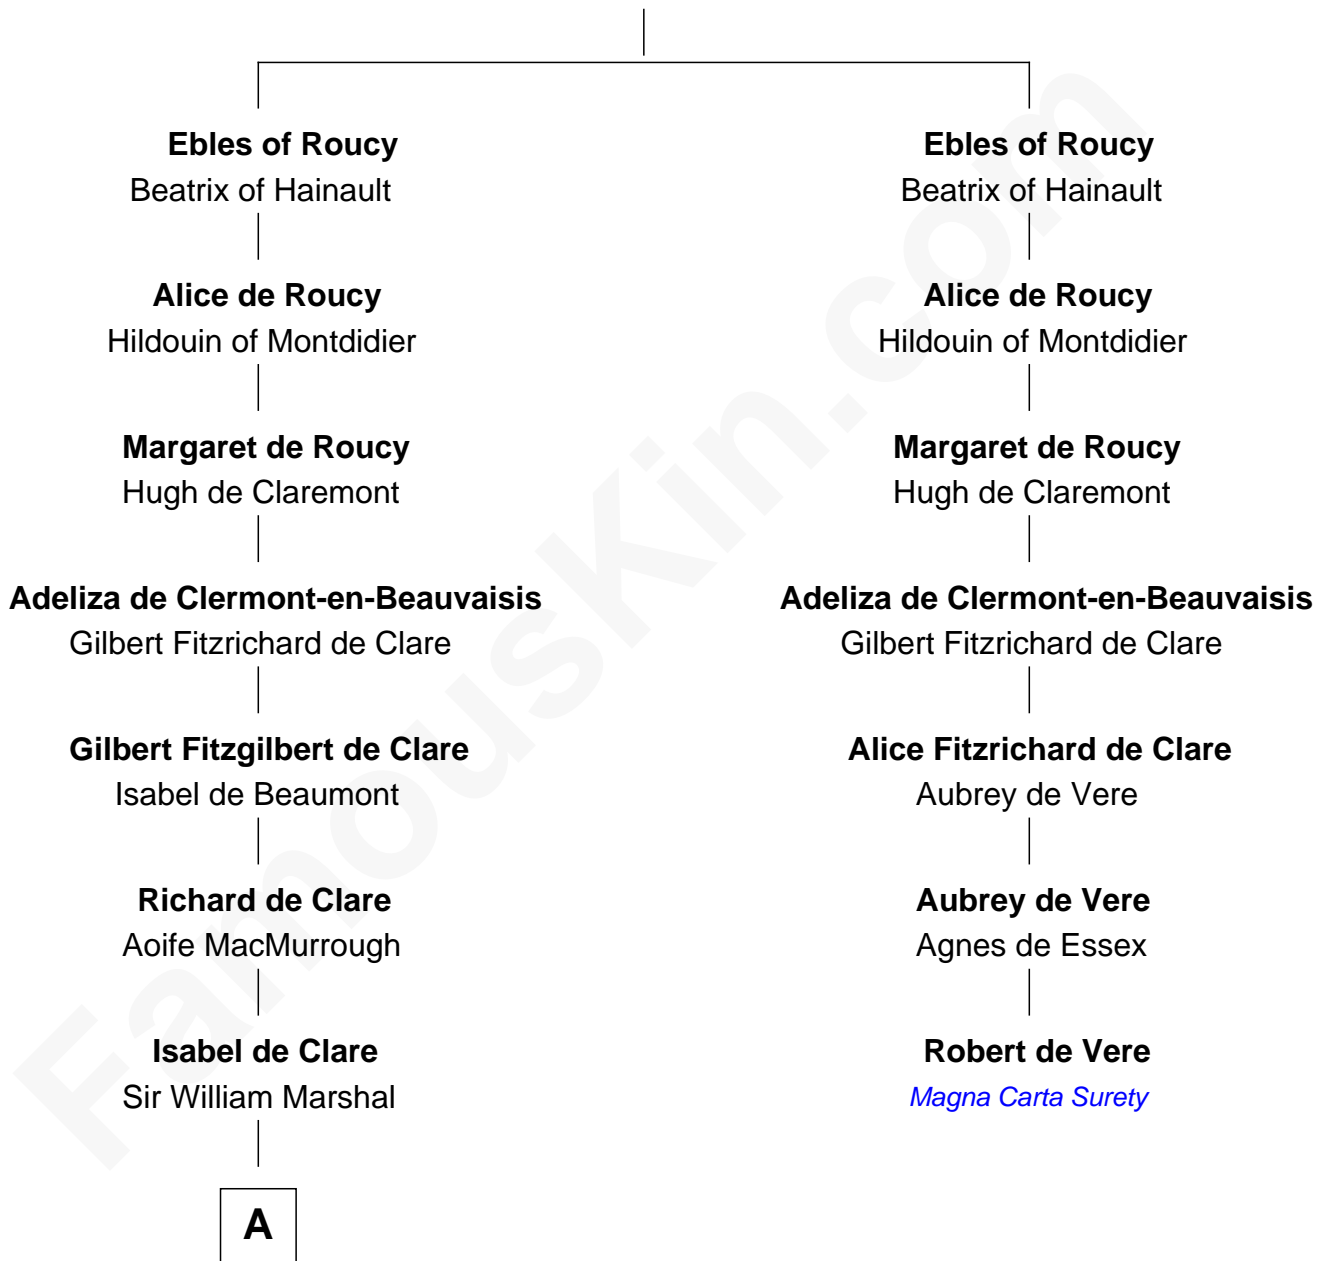 Ebles of Roucy
Beatrix of Hainault
Alice de Roucy
Hildouin of Montdidier
Margaret de Roucy
Hugh de Claremont
Adeliza de Clermont-en-Beauvaisis
Gilbert Fitzrichard de Clare
Gilbert Fitzgilbert de Clare
Isabel de Beaumont
Richard de Clare
Aoife MacMurrough
Isabel de Clare
Sir William Marshal
A
Ebles of Roucy
Beatrix of Hainault
Alice de Roucy
Hildouin of Montdidier
Margaret de Roucy
Hugh de Claremont
Adeliza de Clermont-en-Beauvaisis
Gilbert Fitzrichard de Clare
Alice Fitzrichard de Clare
Aubrey de Vere
Aubrey de Vere
Agnes de Essex
Robert de Vere
Magna Carta Surety
FamousKin.com